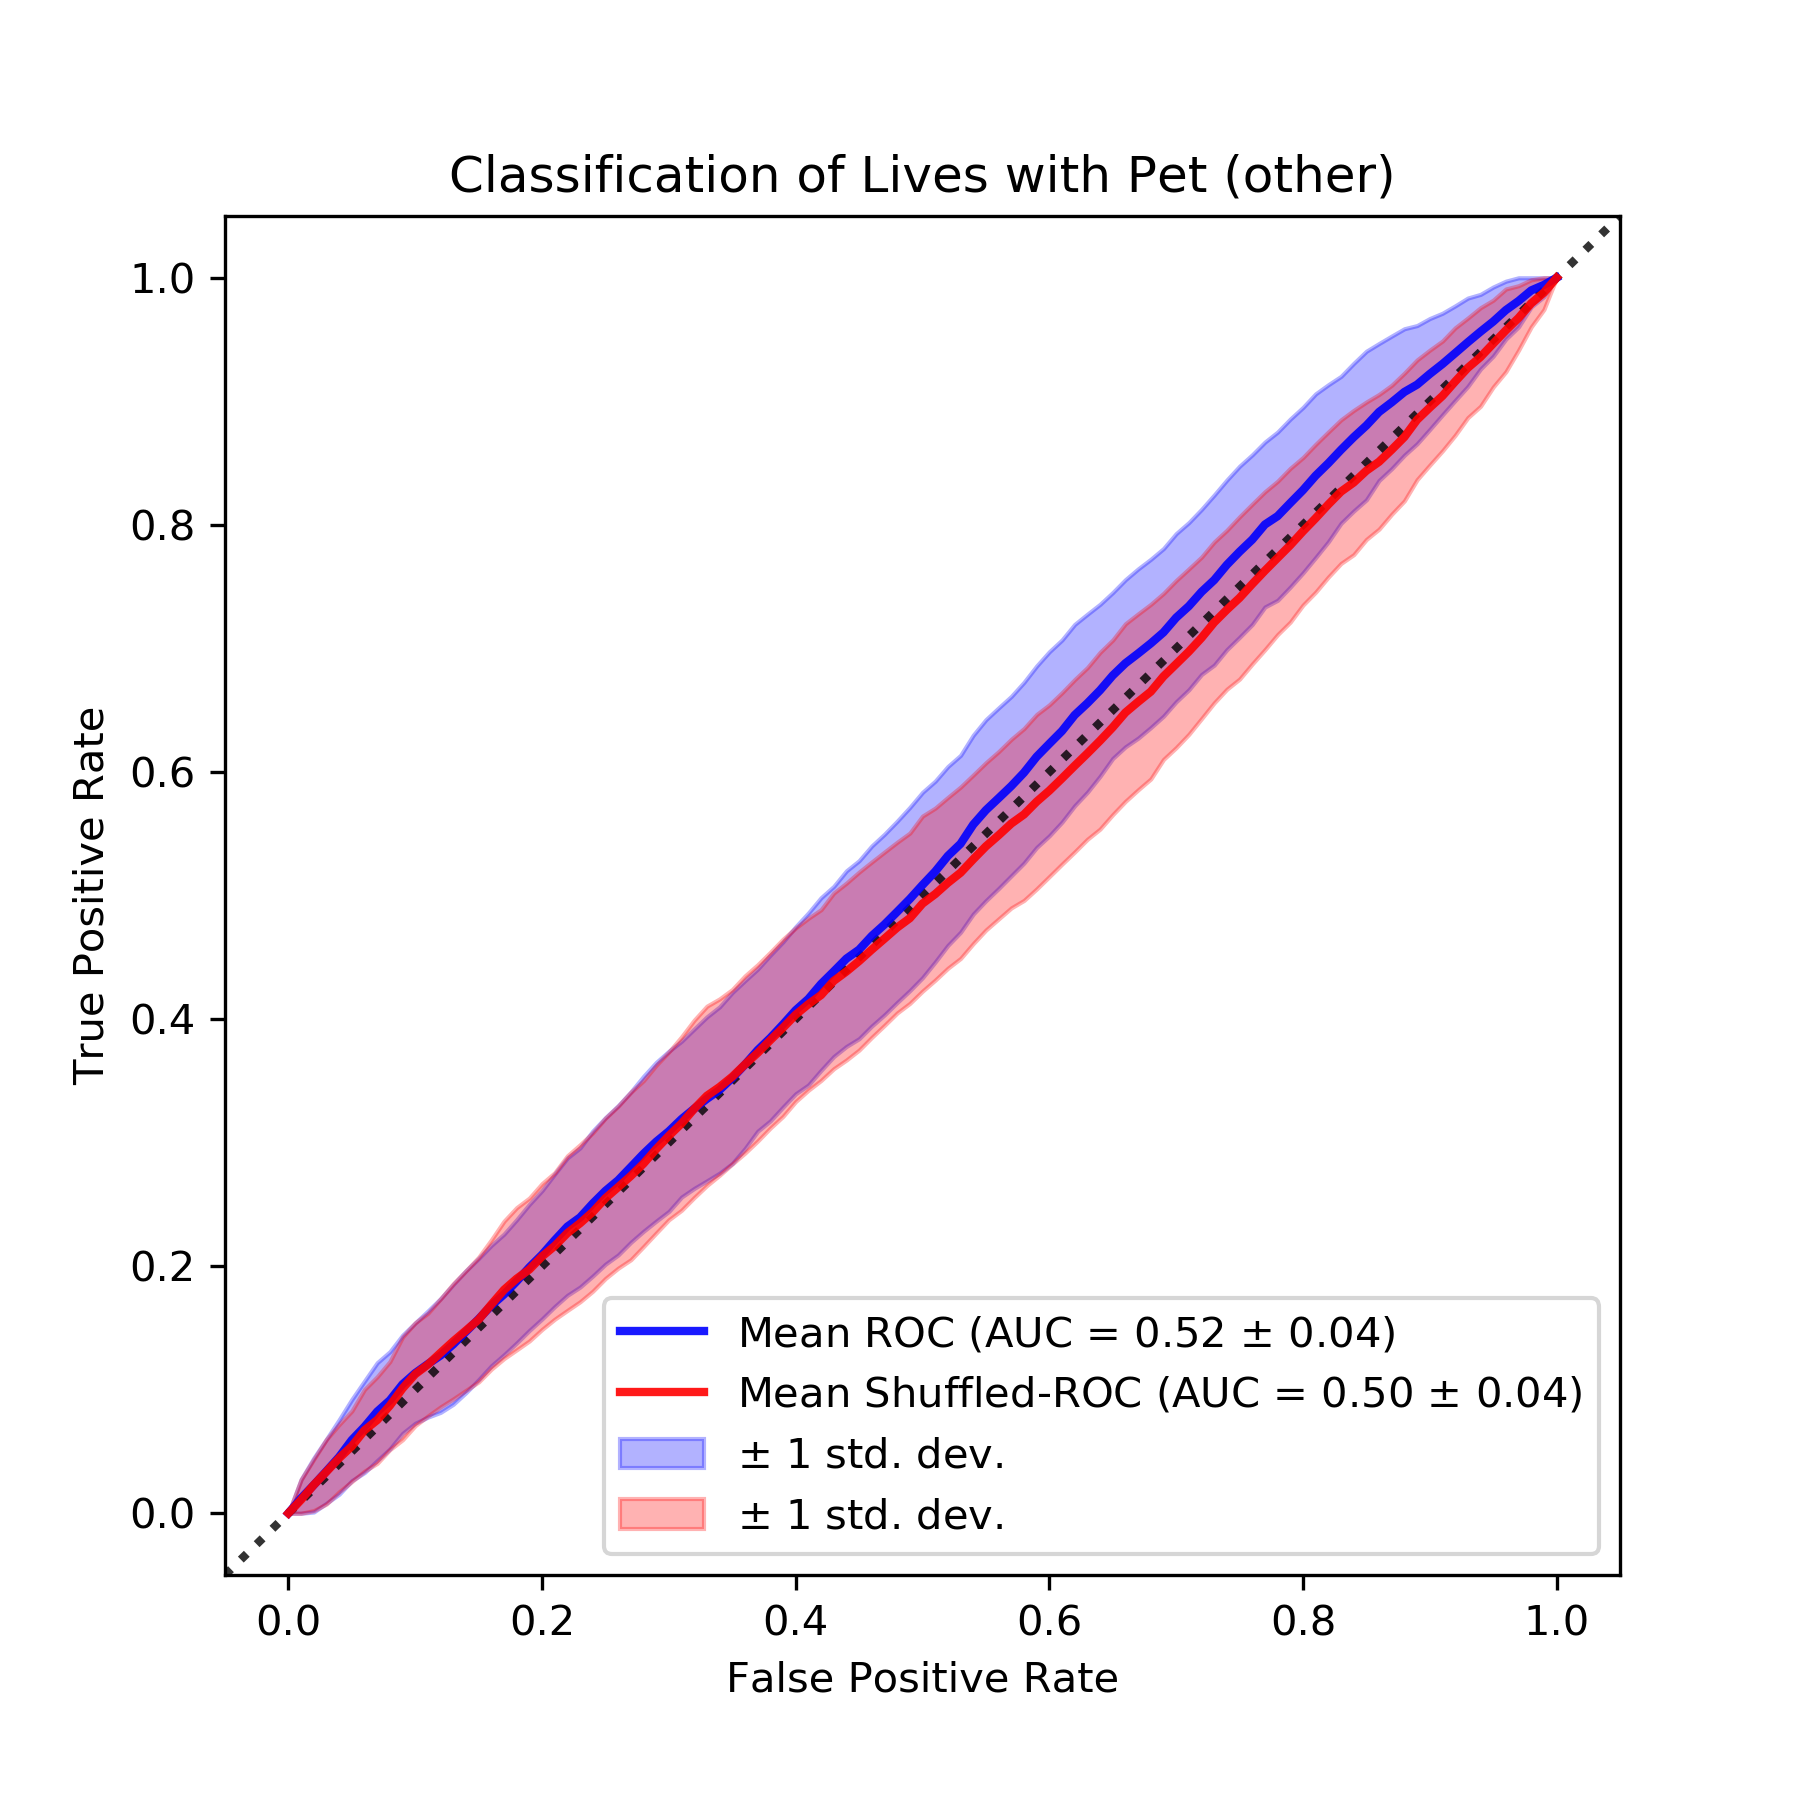 Classification of Lives with Pet (other)
True Positive Rate
1.0
0.8
0.6
0.4
0.2
0.0
Mean ROC (AUC = 0.52 ± 0.04)
Mean Shuffled-ROC (AUC = 0.50 ± 0.04)
± 1 std. dev.
± 1 std. dev.
0.0 0.2 0.4 0.6 0.8 1.0
False Positive Rate